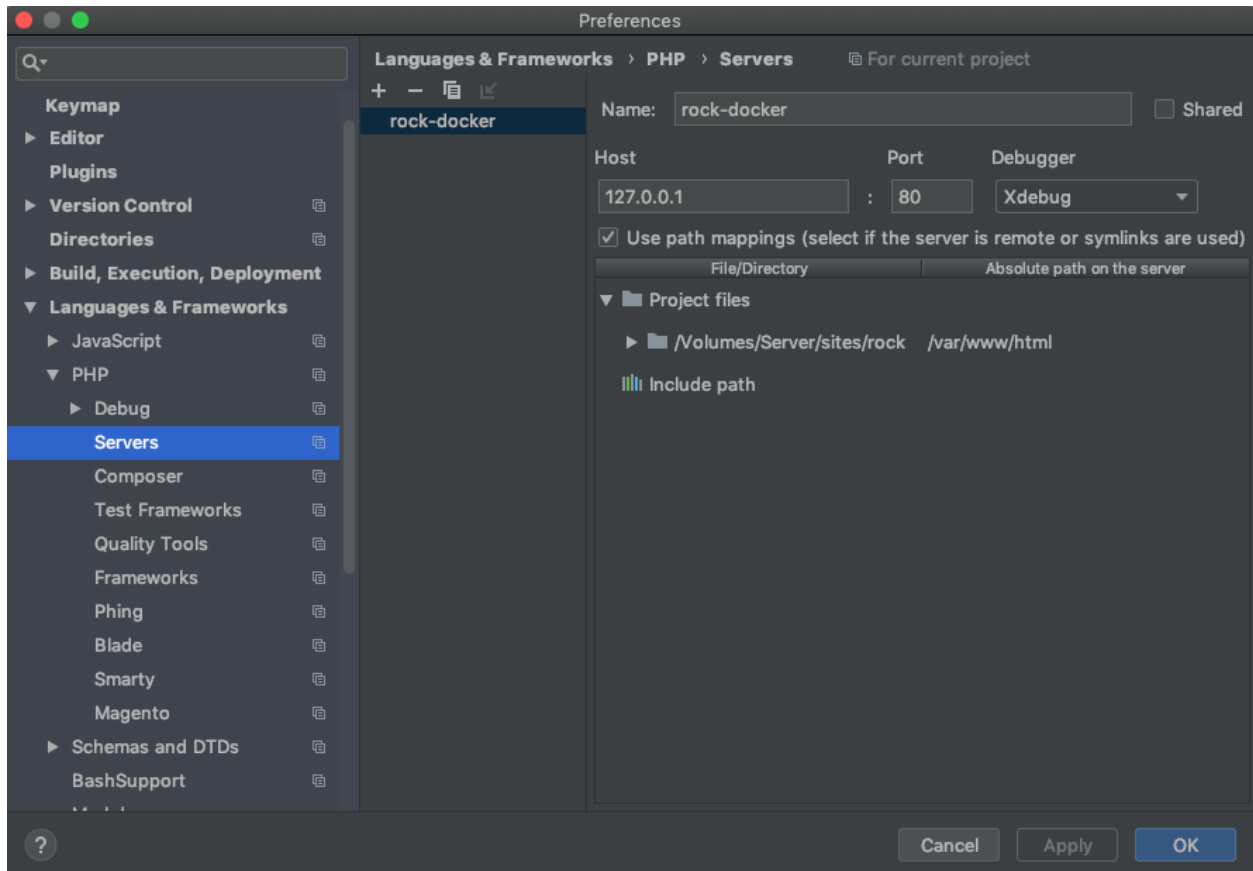 Preferences
Keymap
Editor
Plugins
Version Control
Directories
Build, Execution, Deployment
Languages & Frameworks
JavaScript
PHP
Debug
Servers
Composer
Test Frameworks
Quality Tools
Frameworks
Phing
Blade
Smarty
Magento
Schemas and DTDs
BashSupport
Languages & Frameworks › PHP › Servers For current project
rock-docker
Name: rock-docker Shared
Host Port Debugger
127.0.0.1 : 80 Xdebug
Use path mappings (select if the server is remote or symlinks are used)
File/Directory Absolute path on the server
Project files
/Volumes/Server/sites/rock /var/www/html
Include path
? Cancel Apply OK